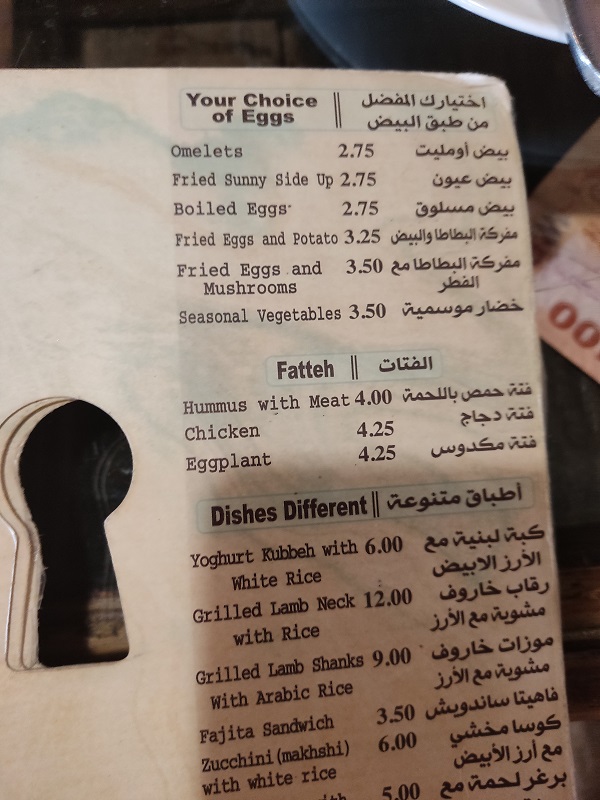 Your Choice of Eggs || اختيارك المفضل من طبق البيض
Omelets 2.75 بيض أومليت
Fried Sunny Side Up 2.75 بيض عيون
Boiled Eggs 2.75 بيض مسلوق
Fried Eggs and Potato 3.25 مفركة البطاطا والبيض
Fried Eggs and 3.50 مفركة البطاطا مع
Mushrooms الفطر
Seasonal Vegetables 3.50 خضار موسمية
Fatteh || الفتات
Hummus with Meat 4.00 فتة حمص باللحمة
Chicken 4.25 فتة دجاج
Eggplant 4.25 فتة مكدوس
Dishes Different || أطباق متنوعة
Yoghurt Kubbeh with 6.00 كبة لبنية مع
White Rice الأرز الابيض
Grilled Lamb Neck 12.00 رقاب خاروف
with Rice مشوية مع الأرز
Grilled Lamb Shanks 9.00 موزات خاروف
With Arabic Rice مشوية مع الأرز
Fajita Sandwich 3.50 فاهيتا ساندويش
Zucchini(makhshi) 6.00 كوسا مخشي
with white rice مع أرز الأبيض
5.00 برغر لحمة مع